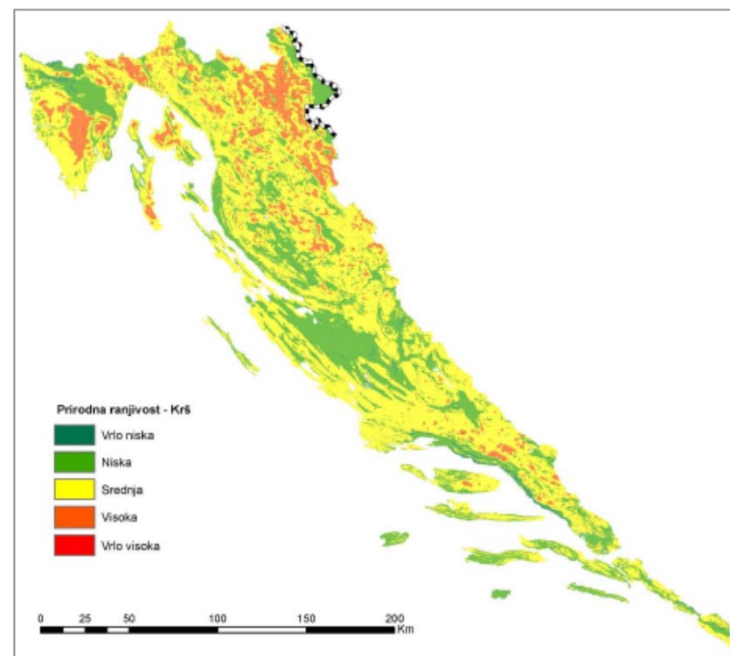 Prirodna ranjivost - Krš
Vrlo niska
Niska
Srednja
Visoka
Vrlo visoka
0 25 50 100 150 200
Km